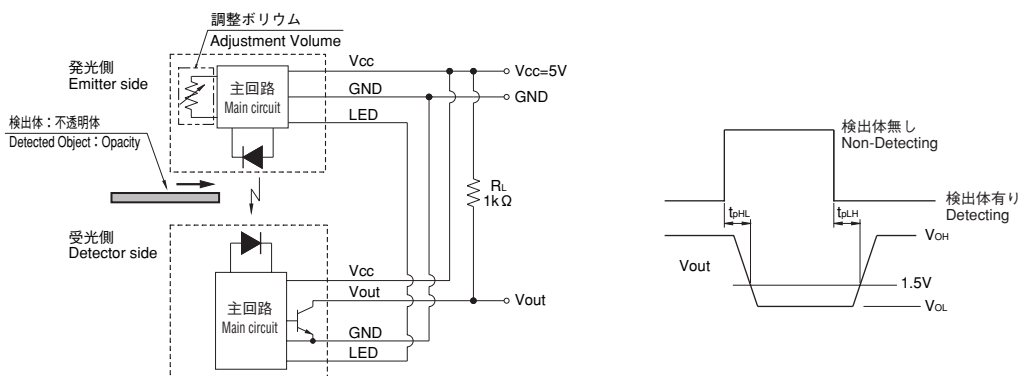 調整ボリウム
Adjustment Volume
発光側
Emitter side
主回路
Main circuit
Vcc
GND
LED
Vcc=5V
GND
検出体：不透明体
Detected Object：Opacity
RL
1kΩ
受光側
Detector side
主回路
Main circuit
Vcc
Vout
GND
LED
Vout
検出体無し
Non-Detecting
検出体有り
Detecting
tpHL
tpLH
VOH
Vout
1.5V
VOL